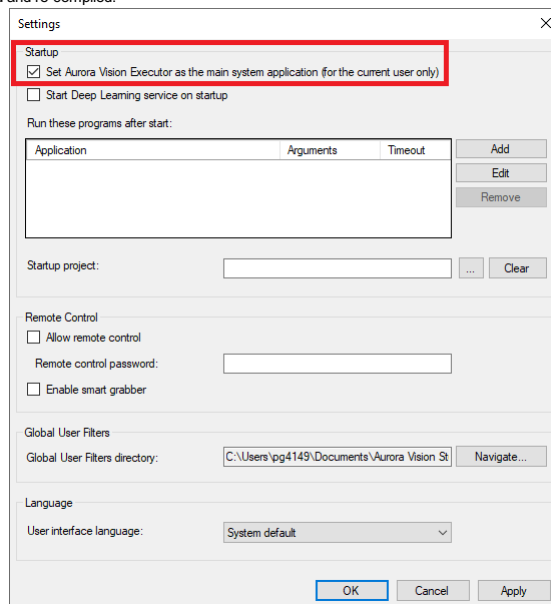 and re-compiled.
Settings
Startup
Set Aurora Vision Executor as the main system application (for the current user only)
Start Deep Learning service on startup
Run these programs after start:
Application Arguments Timeout Add
Edit
Remove
Startup project: ... Clear
Remote Control
Allow remote control
Remote control password:
Enable smart grabber
Global User Filters
Global User Filters directory: C:\Users\pg4149\Documents\Aurora Vision St Navigate...
Language
User interface language: System default
OK Cancel Apply